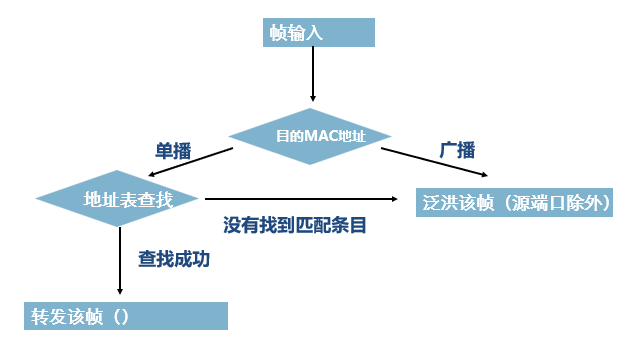 帧输入
目的MAC地址
单播
广播
地址表查找
泛洪该帧（源端口除外）
没有找到匹配条目
查找成功
转发该帧（）